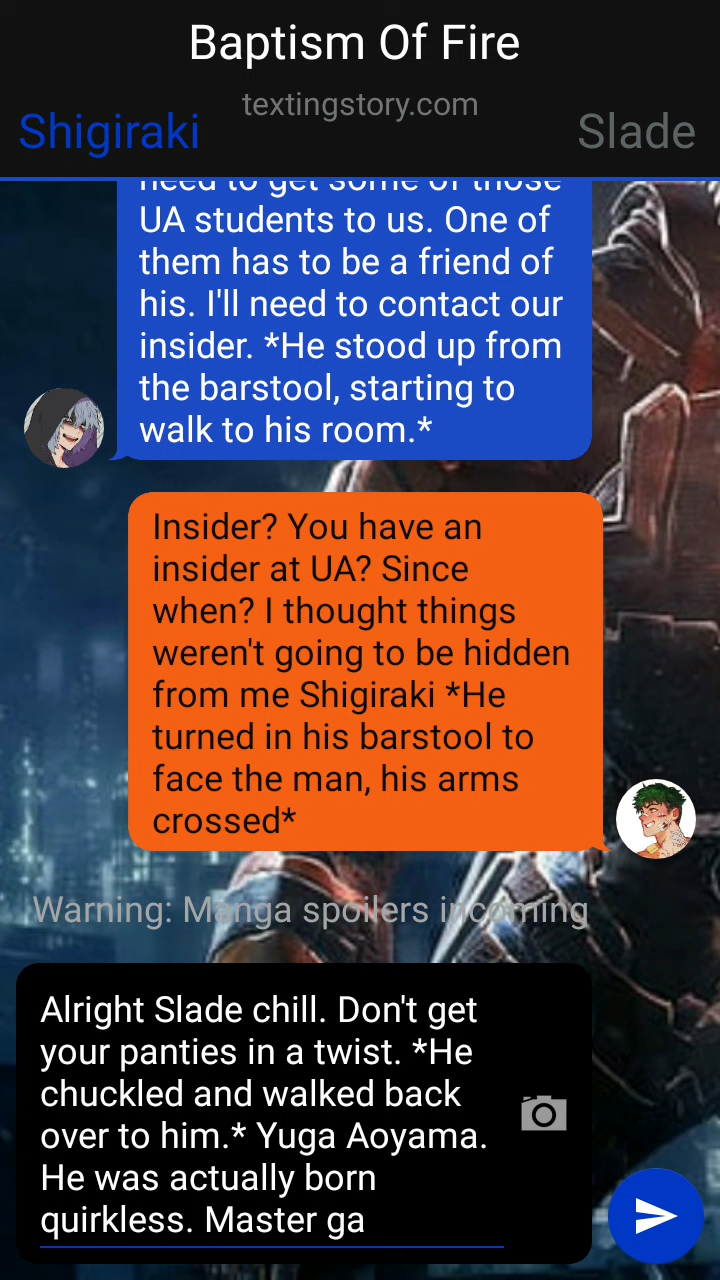 Baptism Of Fire
textingstory.com
Shigiraki
Slade
need to get some of those
UA students to us. One of
them has to be a friend of
his. I'll need to contact our
insider. *He stood up from
the barstool, starting to
walk to his room.*
Insider? You have an
insider at UA? Since
when? I thought things
weren't going to be hidden
from me Shigiraki *He
turned in his barstool to
face the man, his arms
crossed*
Warning: Manga spoilers incoming
Alright Slade chill. Don't get
your panties in a twist. *He
chuckled and walked back
over to him.* Yuga Aoyama.
He was actually born
quirkless. Master ga